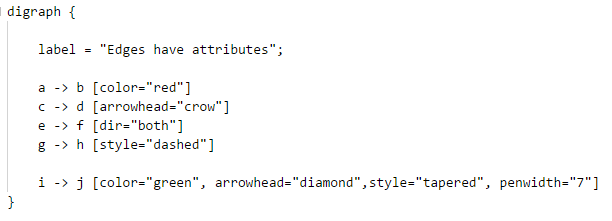 digraph {
label = "Edges have attributes";
a -> b [color="red"]
c -> d [arrowhead="crow"]
e -> f [dir="both"]
g -> h [style="dashed"]
i -> j [color="green", arrowhead="diamond",style="tapered", penwidth="7"]
}